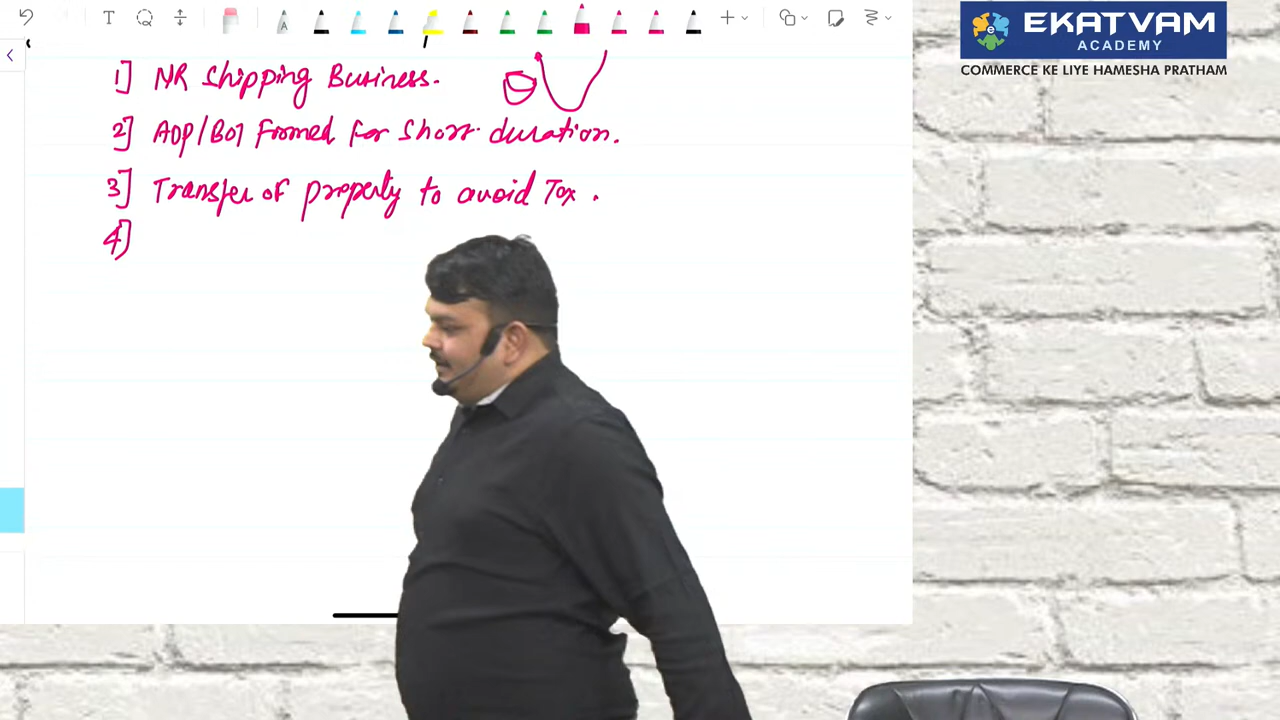 EKATVAM
ACADEMY
COMMERCE KE LIYE HAMESHA PRATHAM
1] NR Shipping Business.
2] AOP/BOI Formed For Short duration.
3] Transfer of property to avoid Tax.
4]